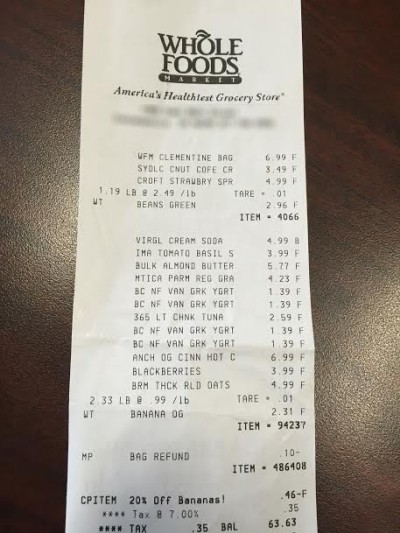 WHOLE
FOODS
MARKET
America's Healthiest Grocery Store®
WFM CLEMENTINE BAG 6.99 F
SYDLC CNUT COFE CR 3.49 F
CROFT STRAWBRY SPR 4.99 F
1.19 LB @ 2.49 /lb TARE = .01
WT BEANS GREEN 2.96 F
ITEM = 4066
VIRGL CREAM SODA 4.99 B
IMA TOMATO BASIL S 3.99 F
BULK ALMOND BUTTER 5.77 F
MTICA PARM REG GRA 4.23 F
BC NF VAN GRK YGRT 1.39 F
BC NF VAN GRK YGRT 1.39 F
365 LT CHNK TUNA 2.59 F
BC NF VAN GRK YGRT 1.39 F
BC NF VAN GRK YGRT 1.39 F
ANCH OG CINN HOT C 6.99 F
BLACKBERRIES 3.99 F
BRM THCK RLD OATS 4.99 F
2.33 LB @ .99 /lb TARE = .01
WT BANANA OG 2.31 F
ITEM = 94237
MP BAG REFUND .10-
ITEM = 486408
CPITEM 20% Off Bananas! .46-F
**** Tax @ 7.00% .35
**** TAX .35 BAL 63.63